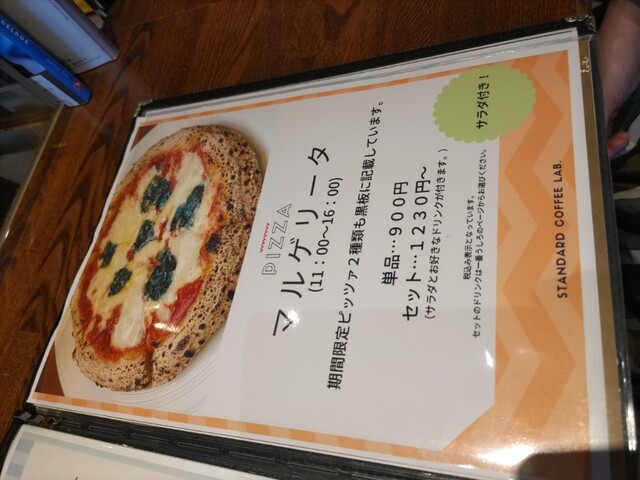 PIZZA
マルゲリータ
(11:00~16:00)
期間限定ピッツァ2種類も黒板に記載しています。
単品…900円
セット…1230円~
(サラダとお好きなドリンクが付きます。)
サラダ付き!
税込み表示となっています。
セットのドリンクは一番うしろのページからお選びください。
STANDARD COFFEE LAB.